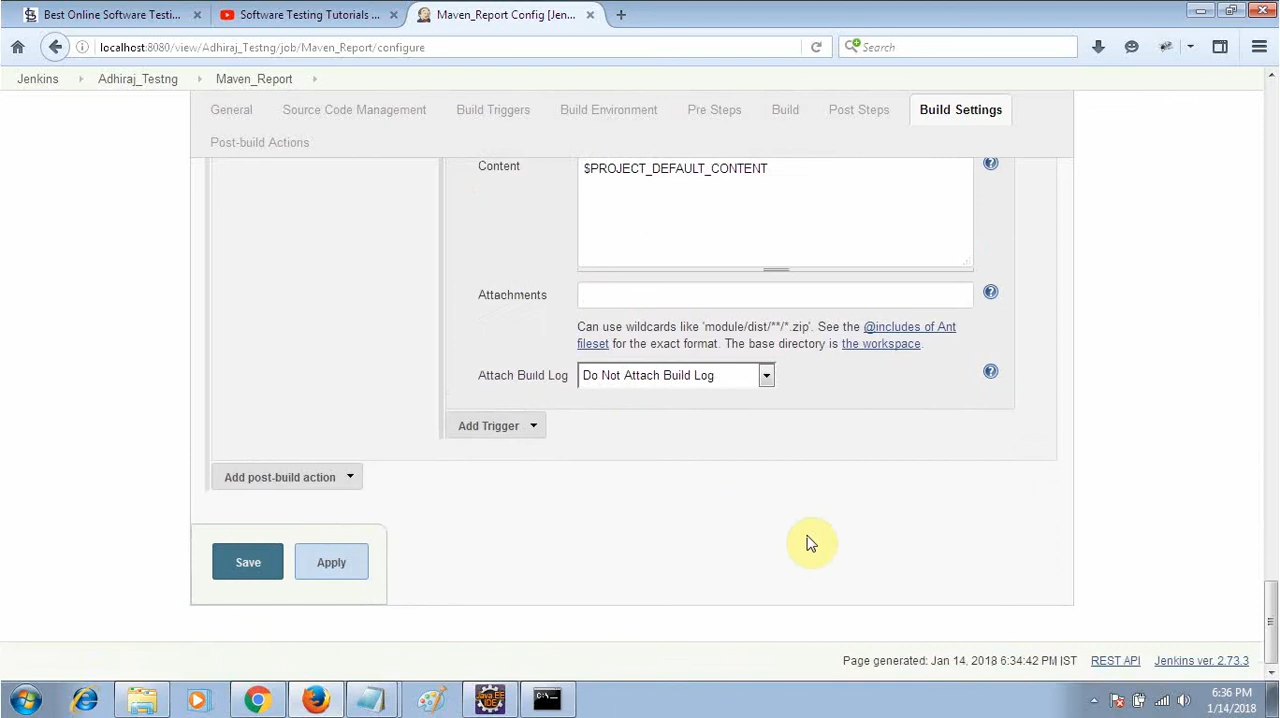 Best Online Software Testi...
Software Testing Tutorials ...
Maven_Report Config [Jen...
localhost:8080/view/Adhiraj_Testng/job/Maven_Report/configure
Search
Jenkins
Adhiraj_Testng
Maven_Report
General
Source Code Management
Build Triggers
Build Environment
Pre Steps
Build
Post Steps
Build Settings
Post-build Actions
Content
$PROJECT_DEFAULT_CONTENT
Attachments
Can use wildcards like 'module/dist/**/*.zip'. See the @includes of Ant
fileset for the exact format. The base directory is the workspace.
Attach Build Log
Do Not Attach Build Log
Add Trigger
Add post-build action
Save
Apply
Page generated: Jan 14, 2018 6:34:42 PM IST
REST API
Jenkins ver. 2.73.3
6:36 PM
1/14/2018